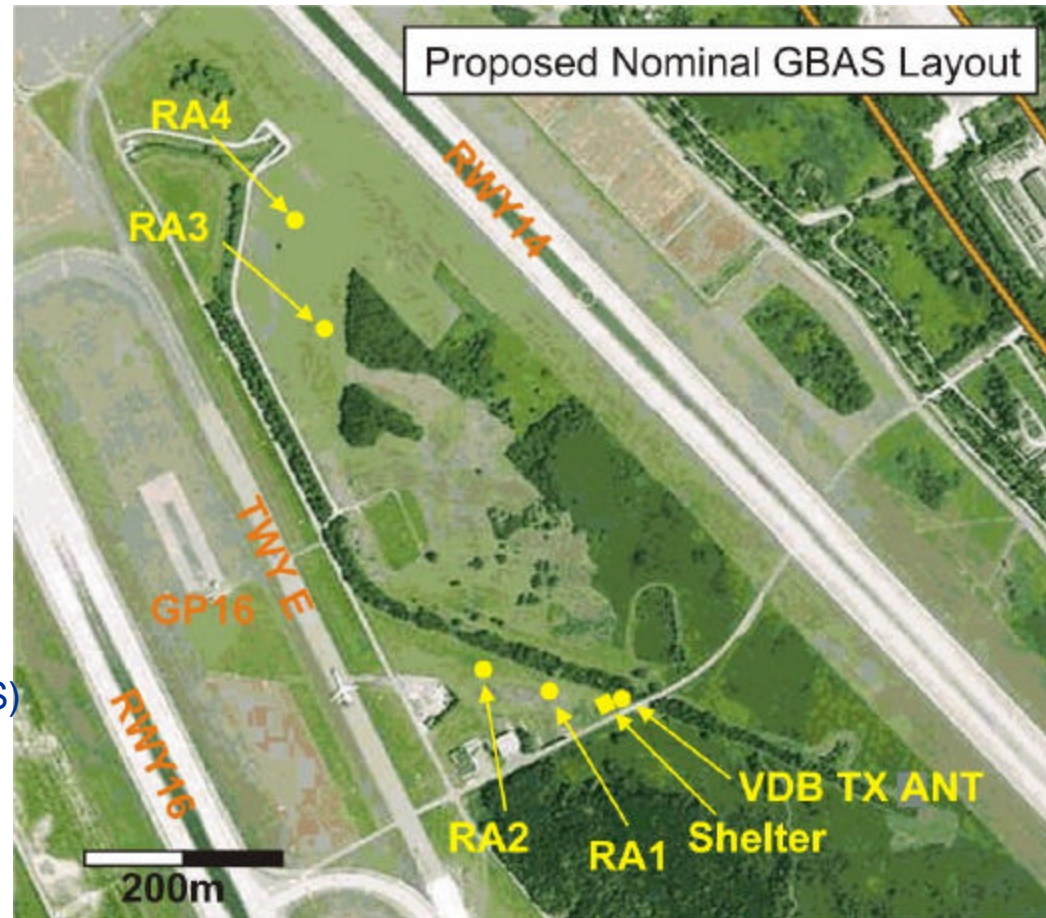 Proposed Nominal GBAS Layout
RA4
RWY14
RA3
TWY E
GP16
S)
RWY16
VDB TX ANT
RA2
Shelter
RA1
200m